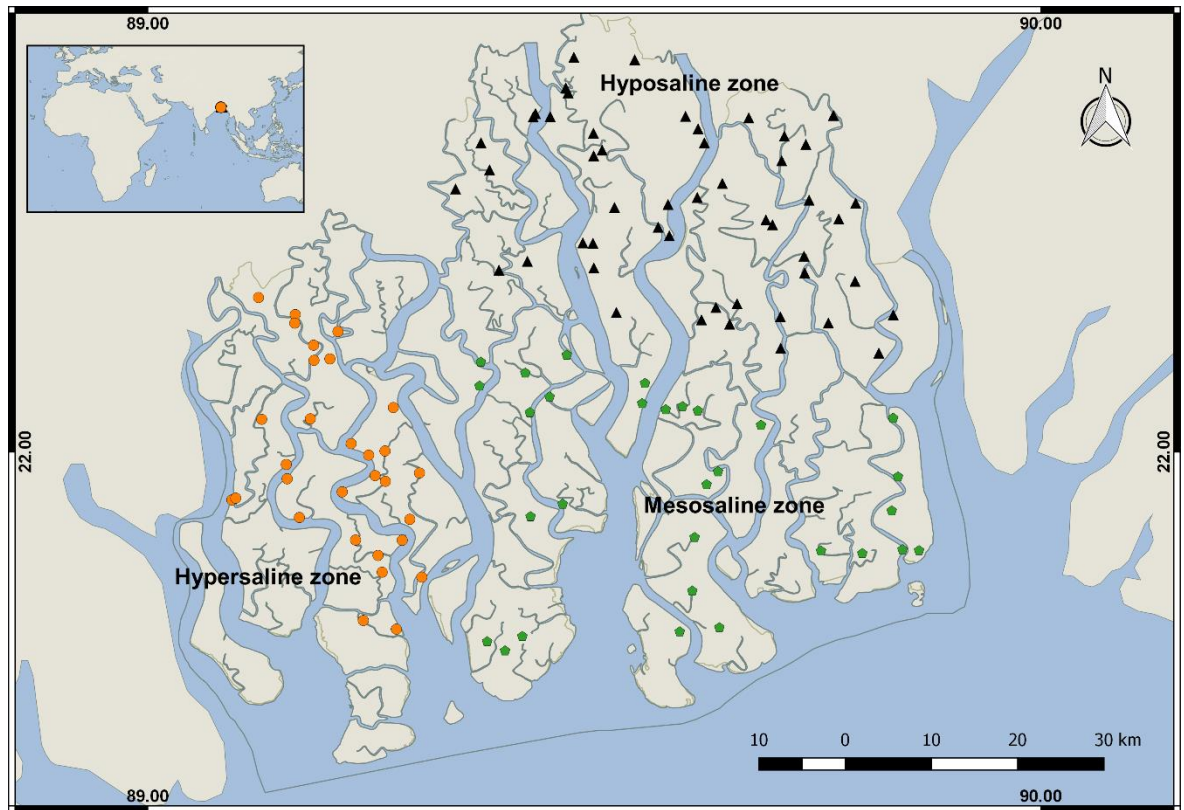 89.00
90.00
Hyposaline zone
N
22.00
22.00
Mesosaline zone
Hypersaline zone
10 0 10 20 30 km
89.00
90.00